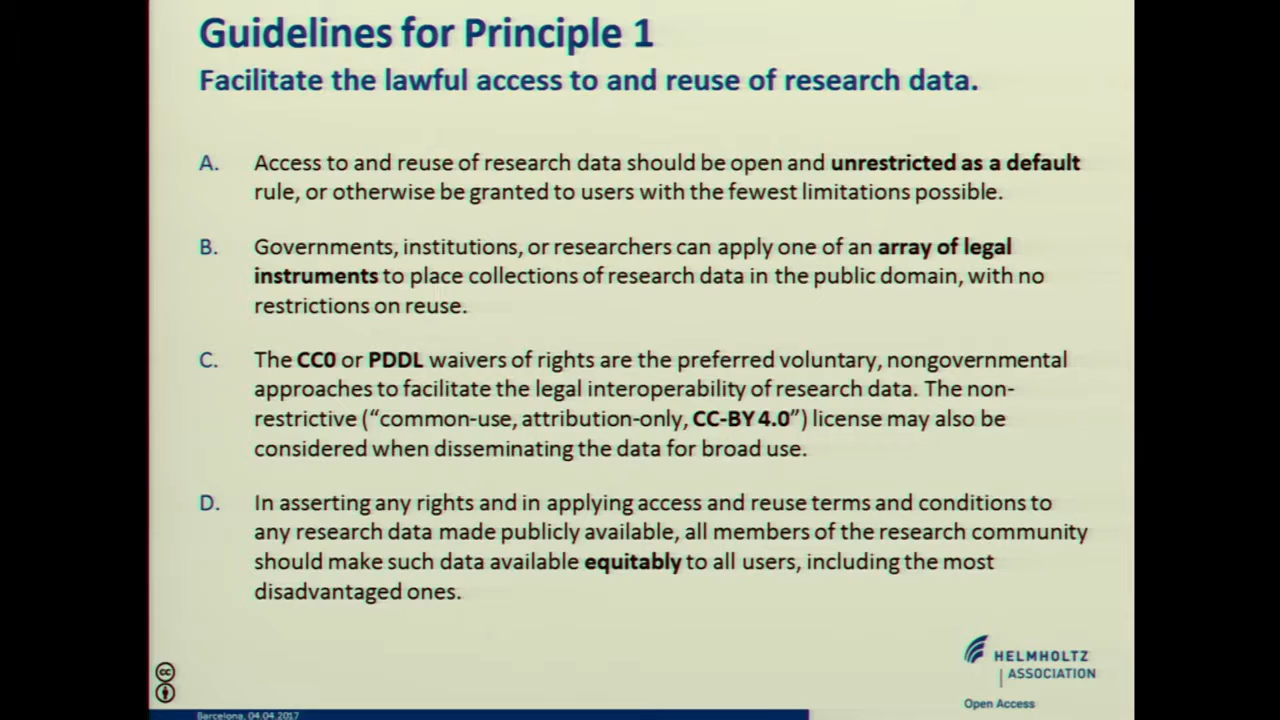 Guidelines for Principle 1
Facilitate the lawful access to and reuse of research data.
A. Access to and reuse of research data should be open and unrestricted as a default
rule, or otherwise be granted to users with the fewest limitations possible.
B. Governments, institutions, or researchers can apply one of an array of legal
instruments to place collections of research data in the public domain, with no
restrictions on reuse.
C. The CC0 or PDDL waivers of rights are the preferred voluntary, nongovernmental
approaches to facilitate the legal interoperability of research data. The non-
restrictive (“common-use, attribution-only, CC-BY 4.0”) license may also be
considered when disseminating the data for broad use.
D. In asserting any rights and in applying access and reuse terms and conditions to
any research data made publicly available, all members of the research community
should make such data available equitably to all users, including the most
disadvantaged ones.
cc
HELMHOLTZ
ASSOCIATION
Open Access
Barcelona, 04.04.2017